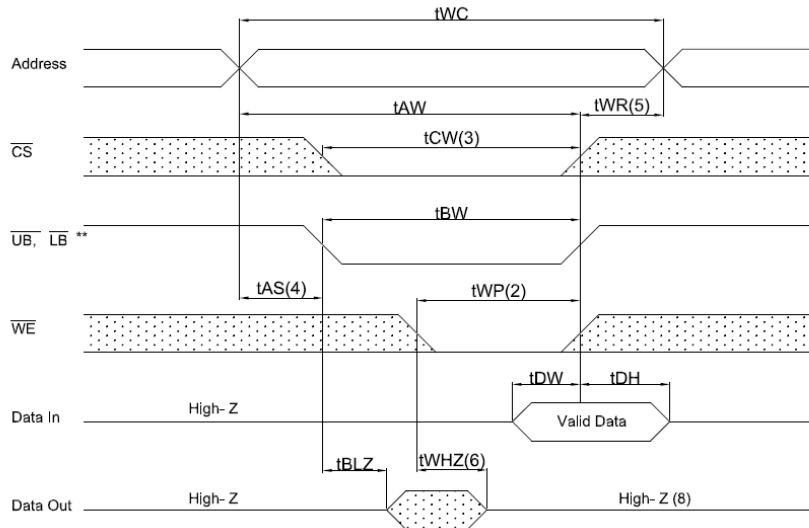 tWC
Address
tAW
tWR(5)
CS
tCW(3)
UB, LB **
tBW
tAS(4)
tWP(2)
WE
tDW
tDH
Data In
High- Z
Valid Data
tBLZ
tWHZ(6)
Data Out
High- Z
High- Z (8)